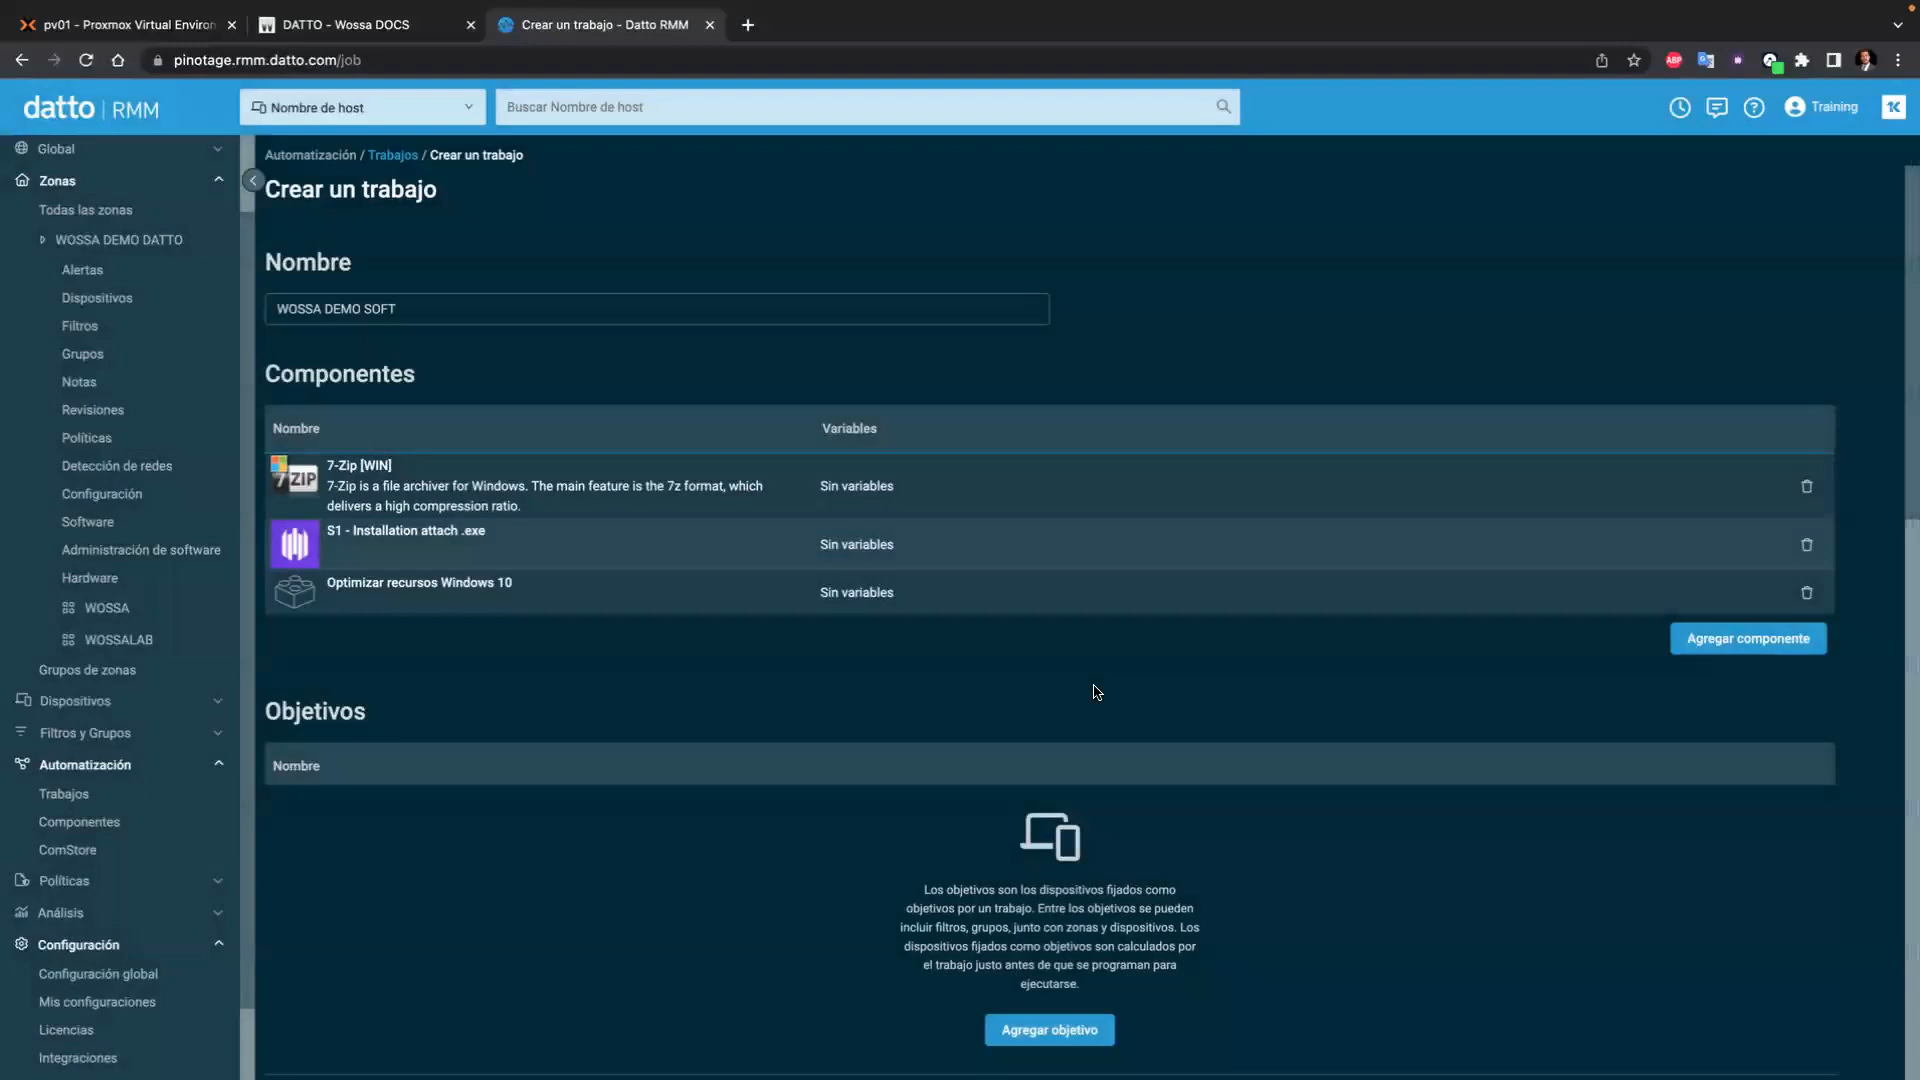 pv01 - Proxmox Virtual Environ
DATTO - Wossa DOCS
Crear un trabajo - Datto RMM
pinotage.rmm.datto.com/job
ABP
datto | RMM
Nombre de host
Buscar Nombre de host
Training
Global
Zonas
Todas las zonas
WOSSA DEMO DATTO
Alertas
Dispositivos
Filtros
Grupos
Notas
Revisiones
Políticas
Detección de redes
Configuración
Software
Administración de software
Hardware
WOSSA
WOSSALAB
Grupos de zonas
Dispositivos
Filtros y Grupos
Automatización
Trabajos
Componentes
ComStore
Políticas
Análisis
Configuración
Configuración global
Mis configuraciones
Licencias
Integraciones
Automatización / Trabajos / Crear un trabajo
Crear un trabajo
Nombre
WOSSA DEMO SOFT
Componentes
Nombre
Variables
7 ZIP
7-Zip [WIN]
7-Zip is a file archiver for Windows. The main feature is the 7z format, which
delivers a high compression ratio.
Sin variables
S1 - Installation attach .exe
Sin variables
Optimizar recursos Windows 10
Sin variables
Agregar componente
Objetivos
Nombre
Los objetivos son los dispositivos fijados como
objetivos por un trabajo. Entre los objetivos se pueden
incluir filtros, grupos, junto con zonas y dispositivos. Los
dispositivos fijados como objetivos son calculados por
el trabajo justo antes de que se programan para
ejecutarse.
Agregar objetivo